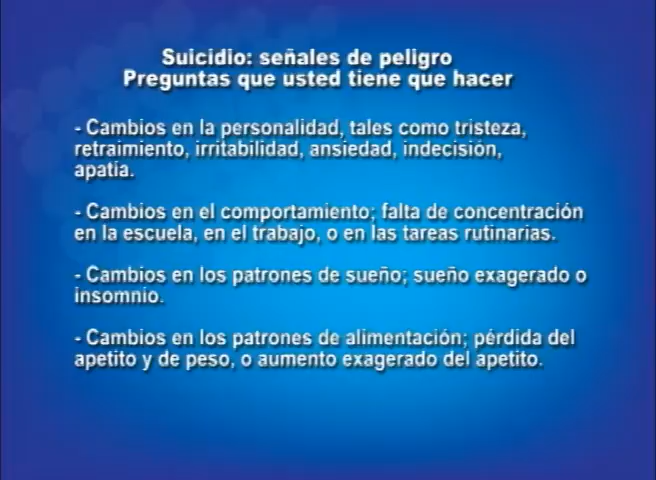 Suicidio: señales de peligro
Preguntas que usted tiene que hacer
- Cambios en la personalidad, tales como tristeza,
retraimiento, irritabilidad, ansiedad, indecisión,
apatia.
- Cambios en el comportamiento; falta de concentración
en la escuela, en el trabajo, o en las tareas rutinarias.
- Cambios en los patrones de sueño; sueño exagerado o
insomnio.
- Cambios en los patrones de alimentación; pérdida del
apetito y de peso, o aumento exagerado del apetito.